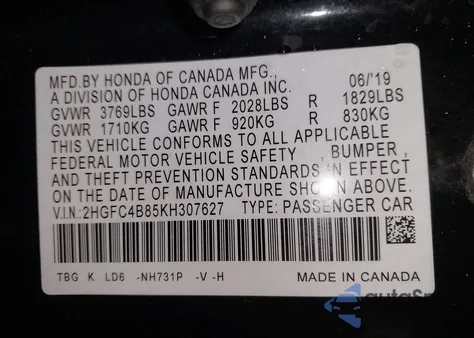 MFD.BY HONDA OF CANADA MFG., 06/'19
A DIVISION OF HONDA CANADA INC.
GVWR 3769LBS GAWR F 2028LBS R 1829LBS
GVWR 1710KG GAWR F 920KG R 830KG
THIS VEHICLE CONFORMS TO ALL APPLICABLE
FEDERAL MOTOR VEHICLE SAFETY , BUMPER ,
AND THEFT PREVENTION STANDARDS IN EFFECT
ON THE DATE OF MANUFACTURE SHOWN ABOVE.
V.I.N:2HGFC4B85KH307627 TYPE: PASSENGER CAR
TBG K LD6 -NH731P -V -H MADE IN CANADA